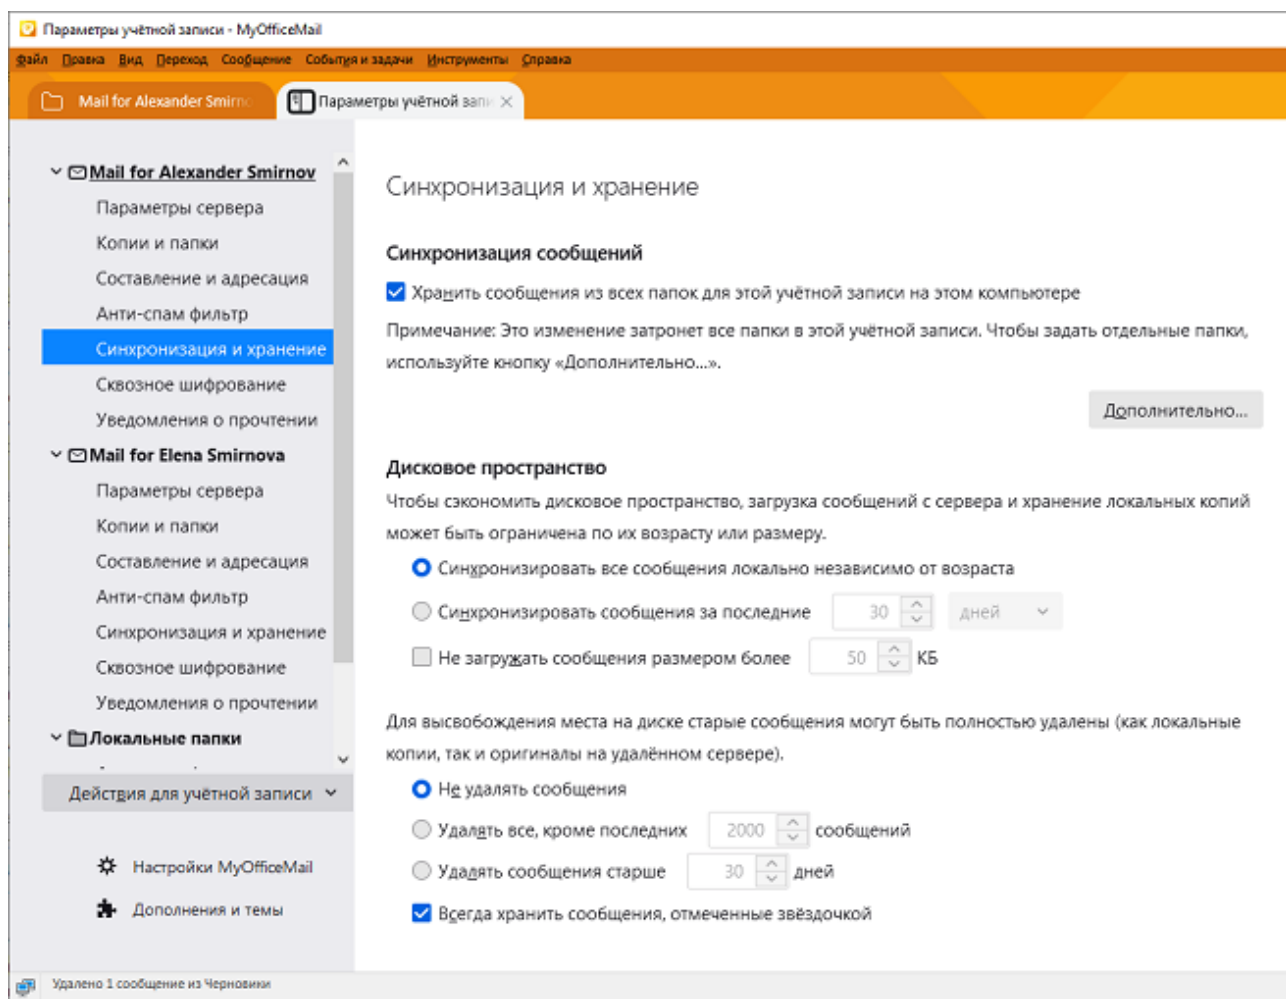 Параметры учётной записи - MyOfficeMail
Файл Правка Вид Переход Сообщение События и задачи Инструменты Справка
Mail for Alexander Smirno
Параметры учётной запи
Mail for Alexander Smirnov
Параметры сервера
Копии и папки
Составление и адресация
Анти-спам фильтр
Синхронизация и хранение
Сквозное шифрование
Уведомления о прочтении
Mail for Elena Smirnova
Параметры сервера
Копии и папки
Составление и адресация
Анти-спам фильтр
Синхронизация и хранение
Сквозное шифрование
Уведомления о прочтении
Локальные папки
Действия для учётной записи
Настройки MyOfficeMail
Дополнения и темы
Синхронизация и хранение
Синхронизация сообщений
Хранить сообщения из всех папок для этой учётной записи на этом компьютере
Примечание: Это изменение затронет все папки в этой учётной записи. Чтобы задать отдельные папки,
используйте кнопку «Дополнительно...».
Дополнительно...
Дисковое пространство
Чтобы сэкономить дисковое пространство, загрузка сообщений с сервера и хранение локальных копий
может быть ограничена по их возрасту или размеру.
Синхронизировать все сообщения локально независимо от возраста
Синхронизировать сообщения за последние 30 дней
Не загружать сообщения размером более 50 КБ
Для высвобождения места на диске старые сообщения могут быть полностью удалены (как локальные
копии, так и оригиналы на удалённом сервере).
Не удалять сообщения
Удалять все, кроме последних 2000 сообщений
Удалять сообщения старше 30 дней
Всегда хранить сообщения, отмеченные звёздочкой
Удалено 1 сообщение из Черновики